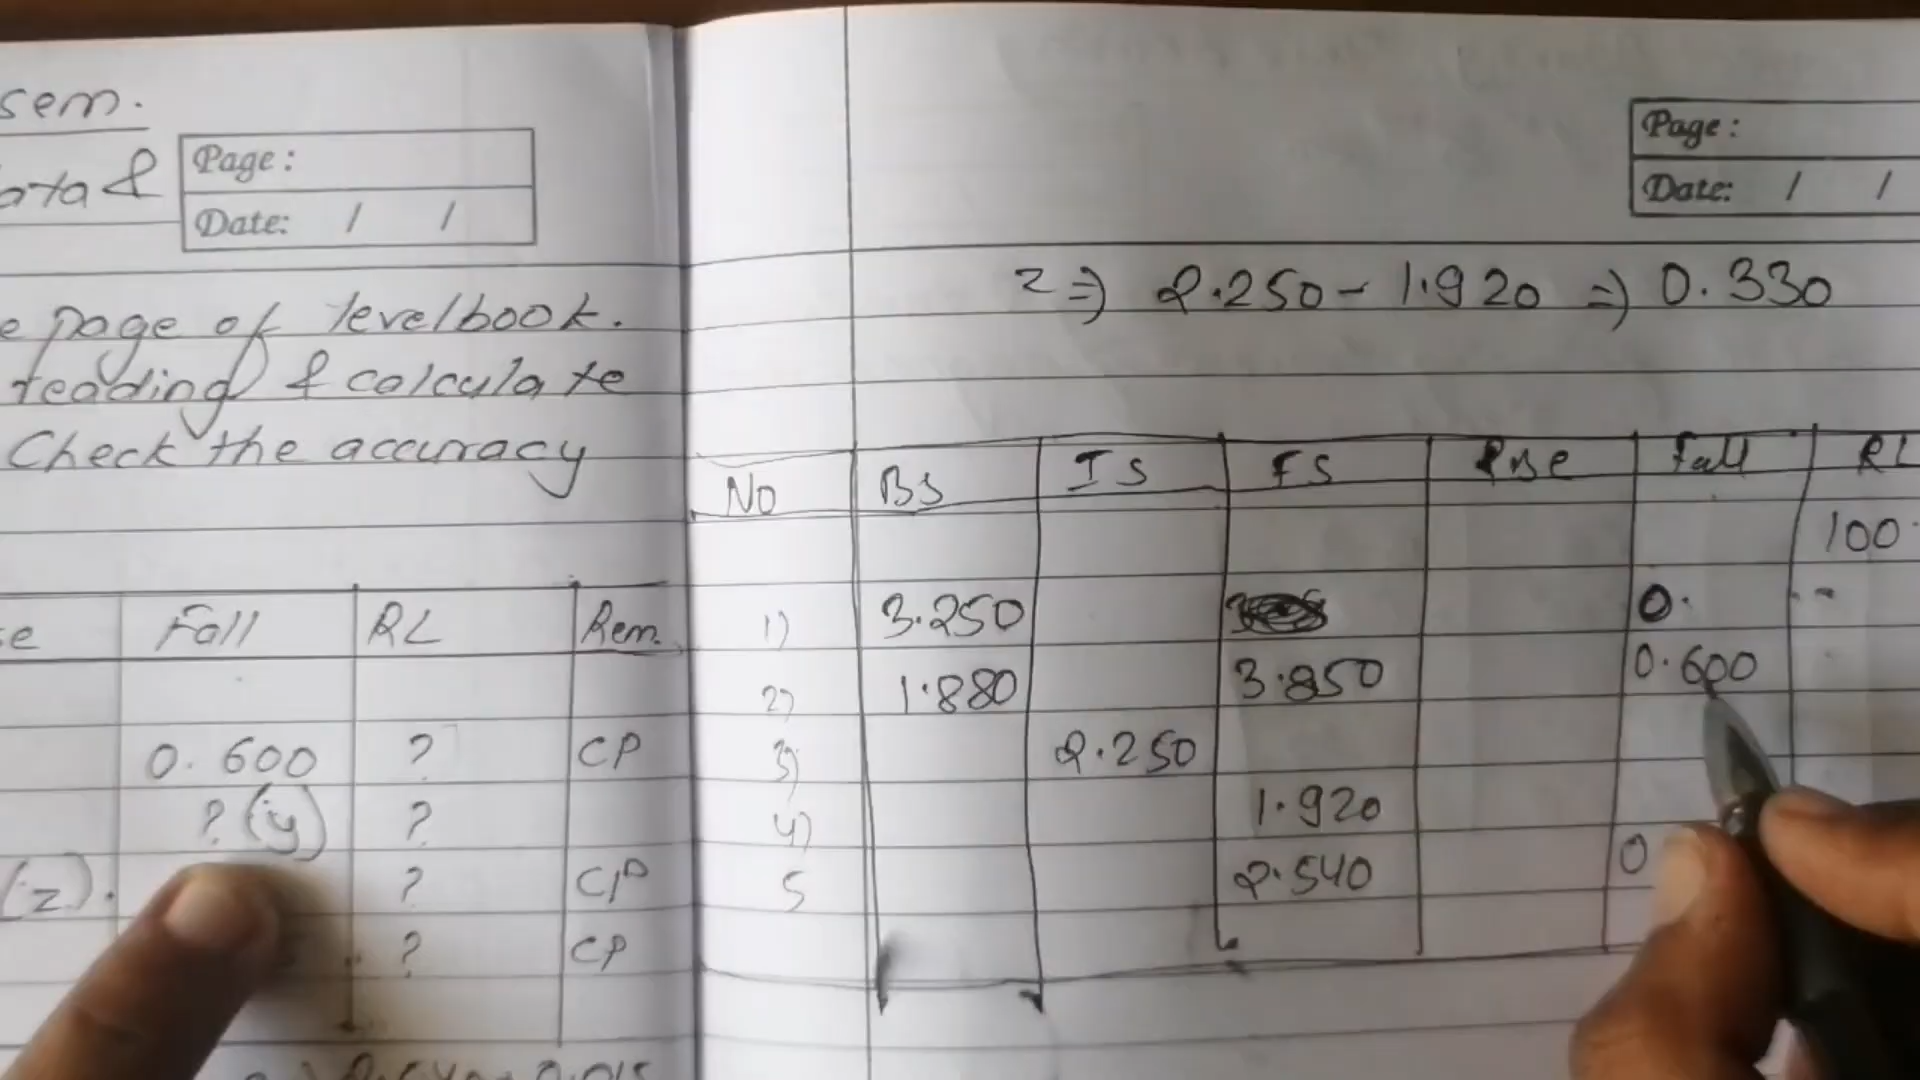 sem.
ata &
Page :
Date: / /
e page of levelbook.
reading & calculate
Check the accuracy
Fall RL Rem.
0.600 ? CP
? (y) ?
(z). ? CP
? CP
Page :
Date: / /
z => 2.250 - 1.920 => 0.330
No BS IS FS Rise Fall RL
100.
1) 3.250 0. -
2) 1.880 3.850 0.600
3) 2.250
4) 1.920
5 2.540 0